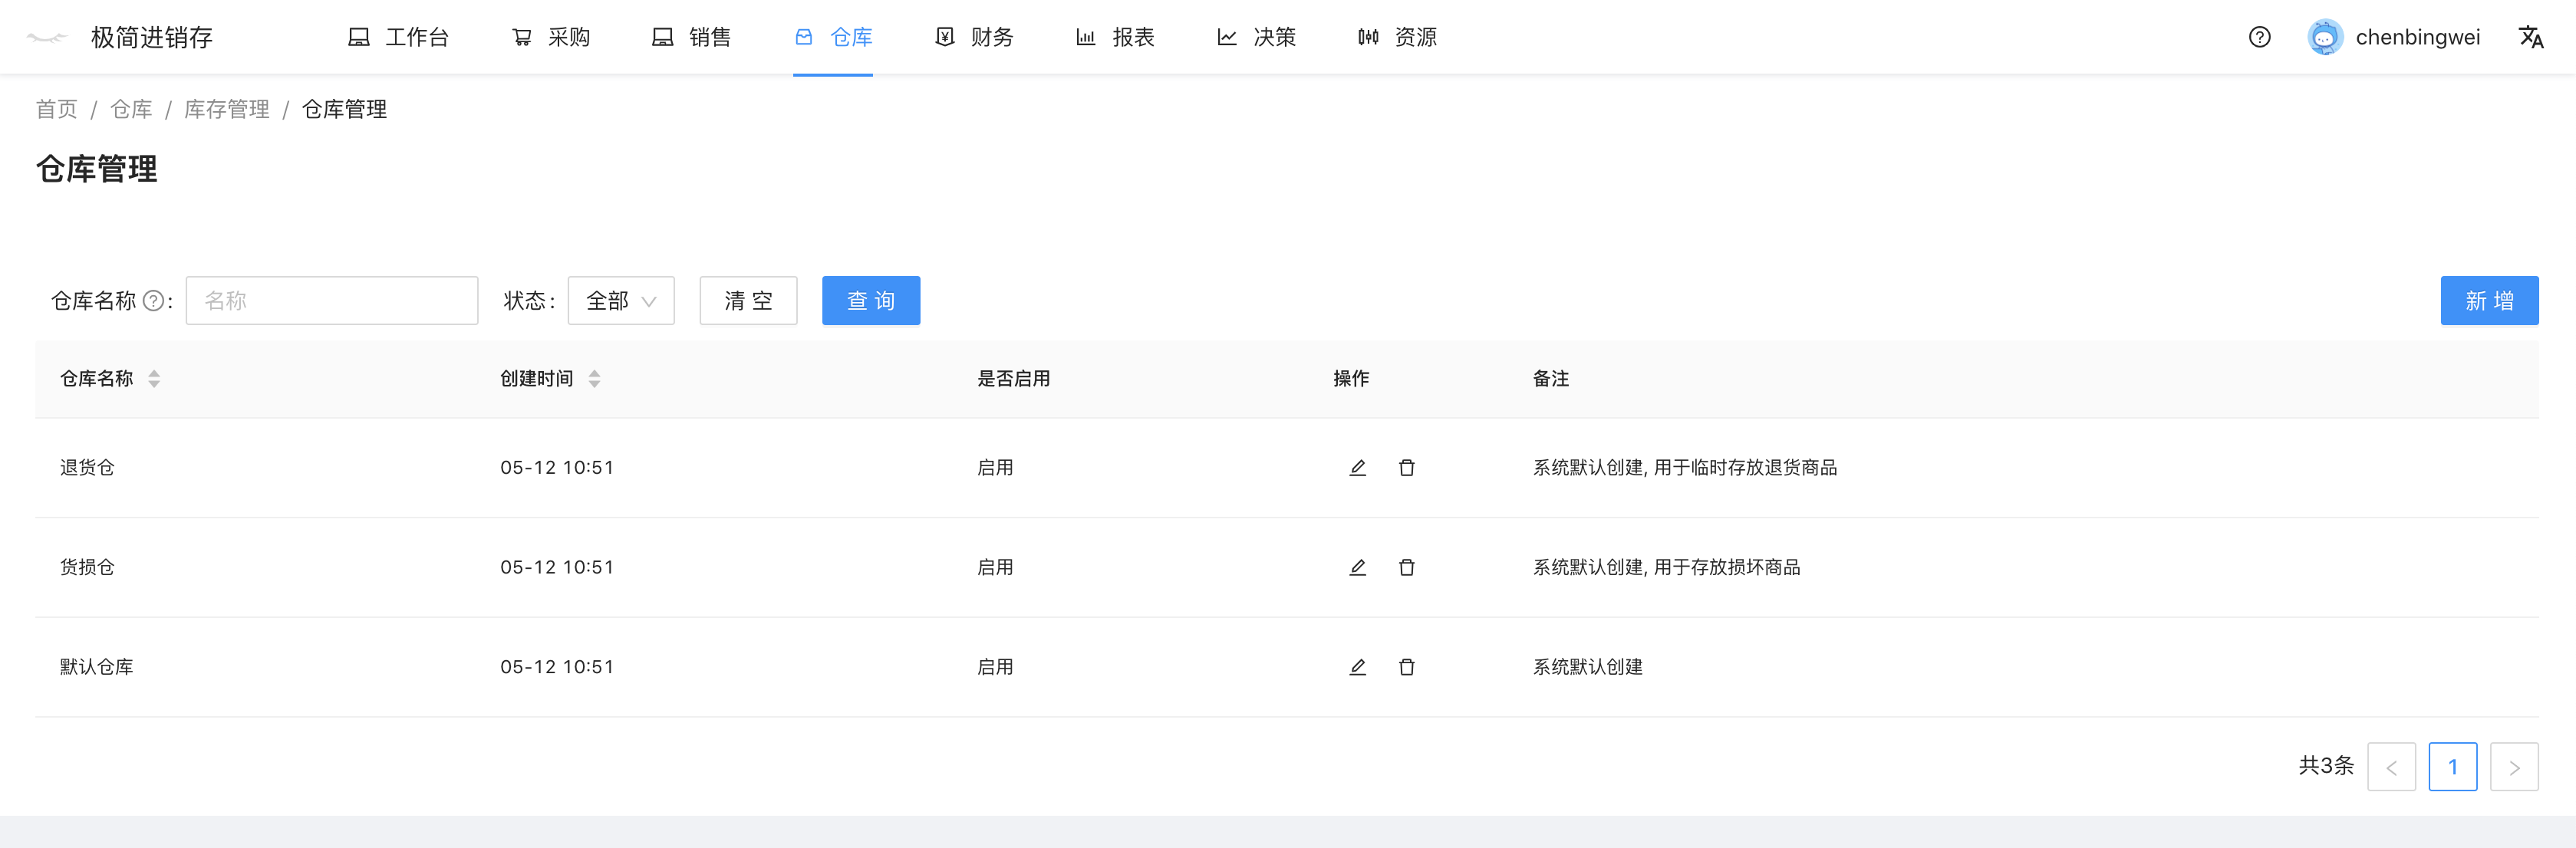 极简进销存 工作台 采购 销售 仓库 财务 报表 决策 资源 chenbingwei
首页 / 仓库 / 库存管理 / 仓库管理
仓库管理
仓库名称 ? : 名称 状态 : 全部 清 空 查 询 新 增
仓库名称 创建时间 是否启用 操作 备注
退货仓 05-12 10:51 启用 系统默认创建, 用于临时存放退货商品
货损仓 05-12 10:51 启用 系统默认创建, 用于存放损坏商品
默认仓库 05-12 10:51 启用 系统默认创建
共3条 < 1 >